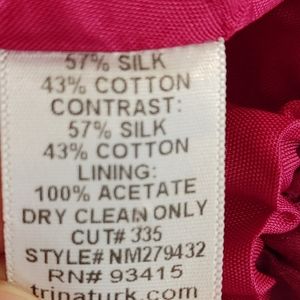 57% SILK
43% COTTON
CONTRAST:
57% SILK
43% COTTON
LINING:
100% ACETATE
DRY CLEAN ONLY
CUT# 335
STYLE# NM279432
RN# 93415
trinaturk.com